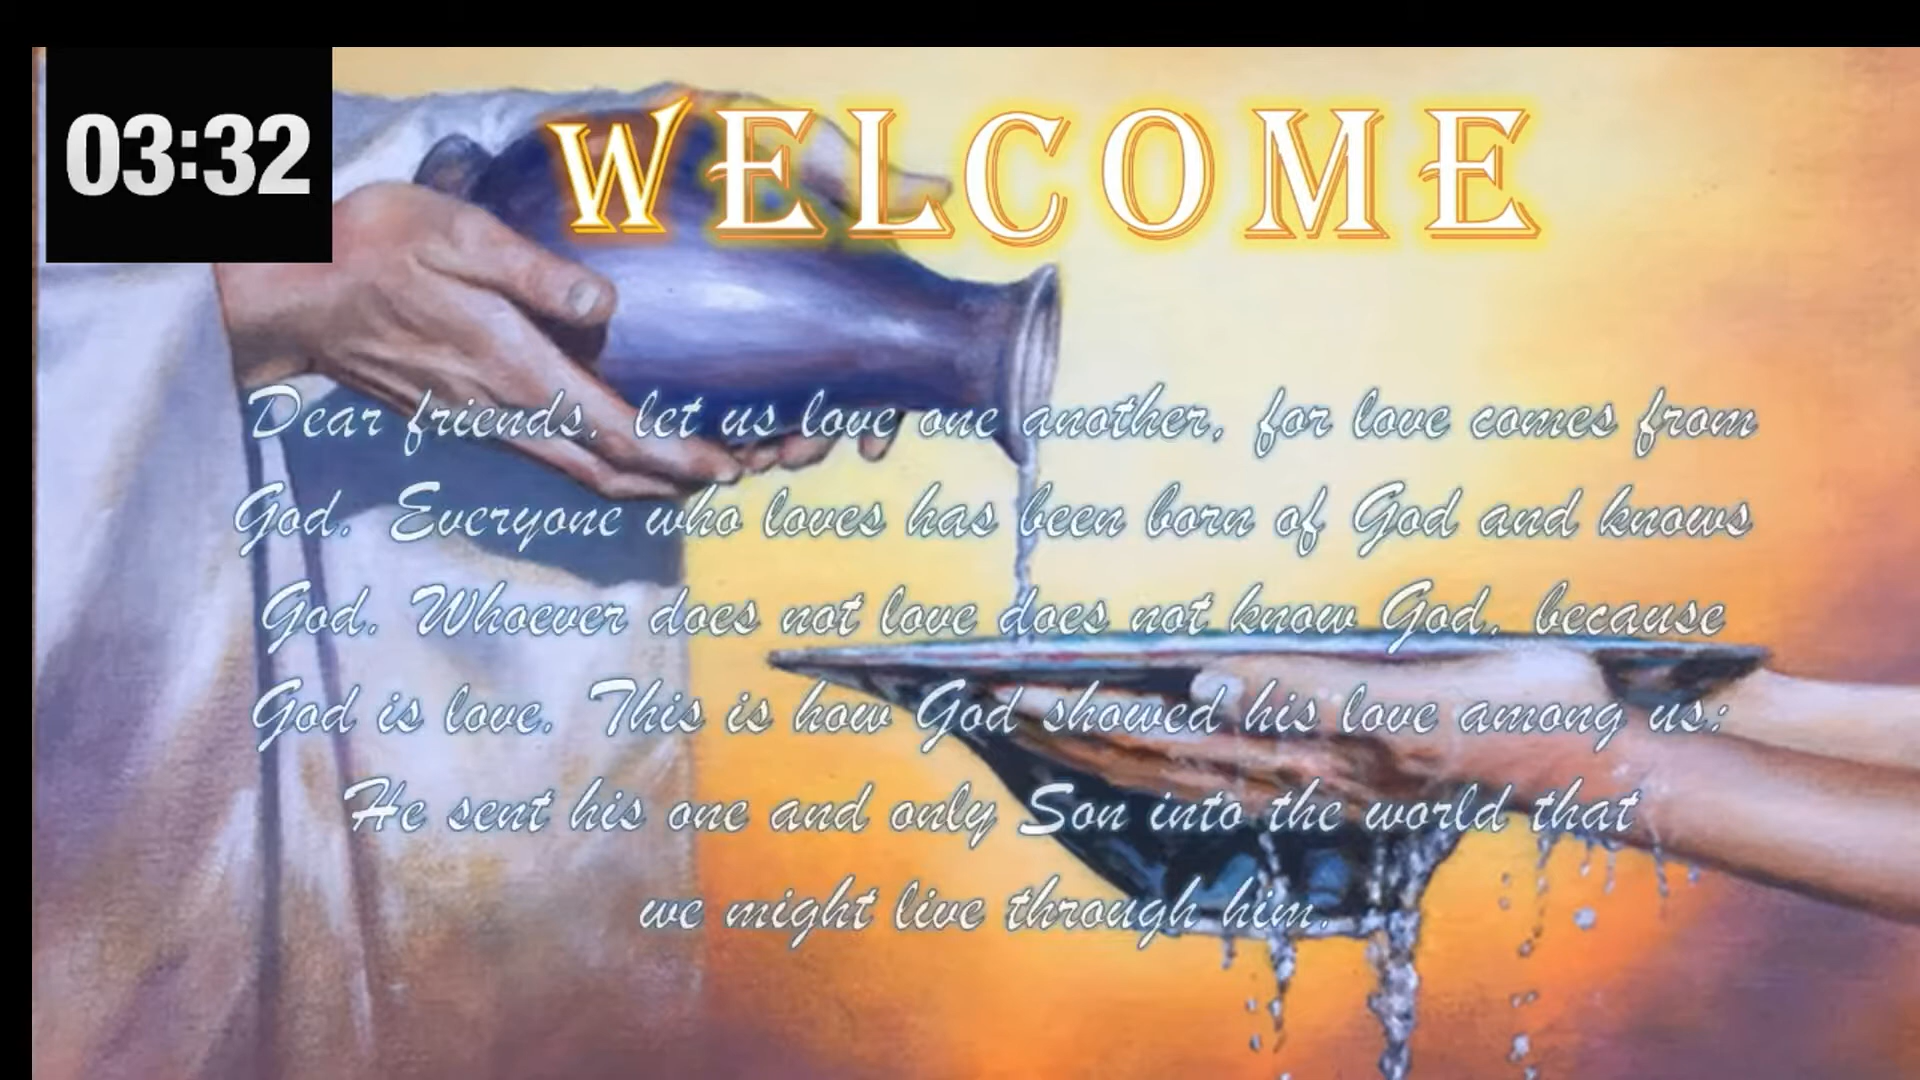 03:32
WELCOME
Dear friends, let us love one another, for love comes from
God. Everyone who loves has been born of God and knows
God. Whoever does not love does not know God, because
God is love. This is how God showed his love among us:
He sent his one and only Son into the world that
we might live through him.